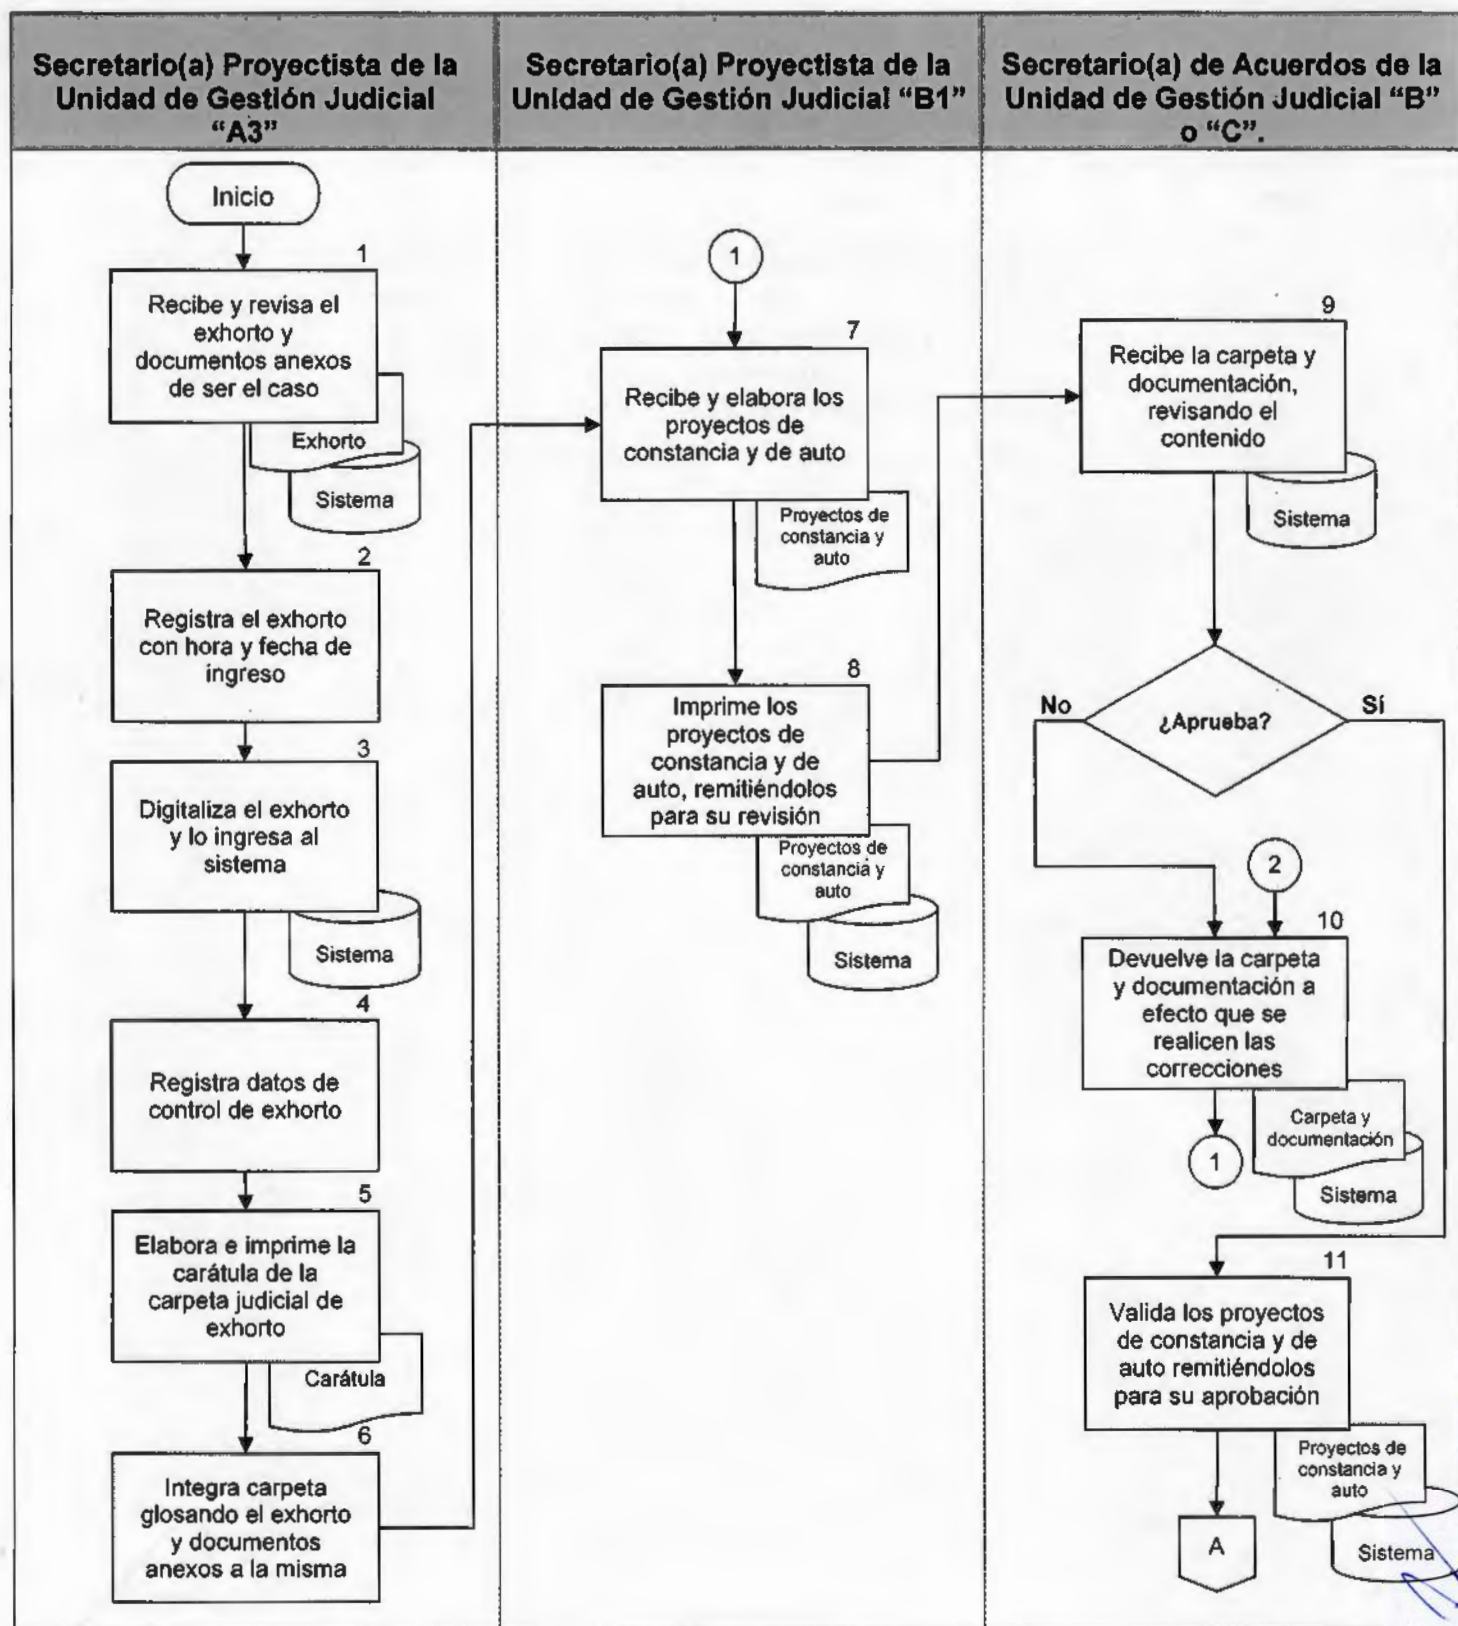 Secretario(a) Proyectista de la
Unidad de Gestión Judicial
“A3”
Secretario(a) Proyectista de la
Unidad de Gestión Judicial “B1”
Secretario(a) de Acuerdos de la
Unidad de Gestión Judicial “B”
o “C”.
Inicio
1
Recibe y revisa el
exhorto y
documentos anexos
de ser el caso
Exhorto
Sistema
2
Registra el exhorto
con hora y fecha de
ingreso
3
Digitaliza el exhorto
y lo ingresa al
sistema
Sistema
4
Registra datos de
control de exhorto
5
Elabora e imprime la
carátula de la
carpeta judicial de
exhorto
Carátula
6
Integra carpeta
glosando el exhorto
y documentos
anexos a la misma
1
7
Recibe y elabora los
proyectos de
constancia y de auto
Proyectos de
constancia y
auto
8
Imprime los
proyectos de
constancia y de
auto, remitiéndolos
para su revisión
Proyectos de
constancia y
auto
Sistema
9
Recibe la carpeta y
documentación,
revisando el
contenido
Sistema
No
¿Aprueba?
Sí
2
10
Devuelve la carpeta
y documentación a
efecto que se
realicen las
correcciones
Carpeta y
documentación
Sistema
1
11
Valida los proyectos
de constancia y de
auto remitiéndolos
para su aprobación
Proyectos de
constancia y
auto
Sistema
A